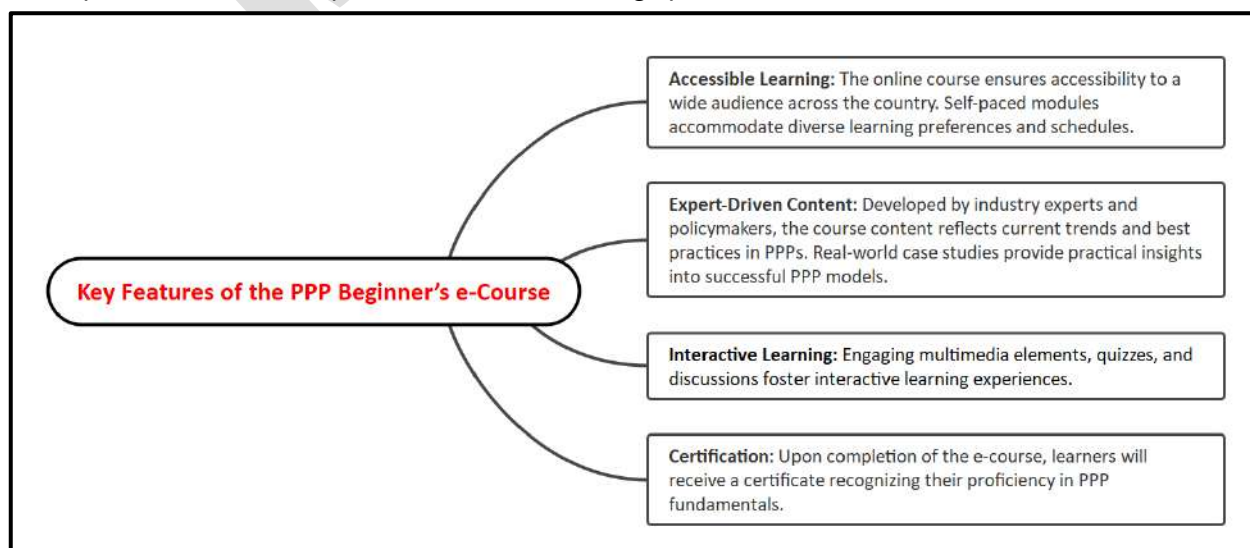 Accessible Learning: The online course ensures accessibility to a
wide audience across the country. Self-paced modules
accommodate diverse learning preferences and schedules.
Expert-Driven Content: Developed by industry experts and
policymakers, the course content reflects current trends and best
practices in PPPs. Real-world case studies provide practical insights
into successful PPP models.
Key Features of the PPP Beginner’s e-Course
Interactive Learning: Engaging multimedia elements, quizzes, and
discussions foster interactive learning experiences.
Certification: Upon completion of the e-course, learners will
receive a certificate recognizing their proficiency in PPP
fundamentals.